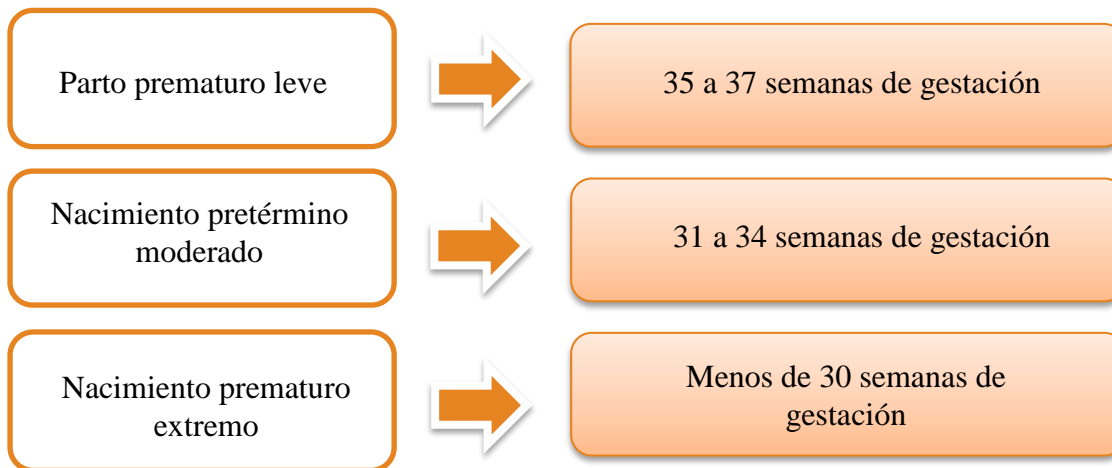 Parto prematuro leve
35 a 37 semanas de gestación
Nacimiento pretérmino
moderado
31 a 34 semanas de gestación
Nacimiento prematuro
extremo
Menos de 30 semanas de
gestación